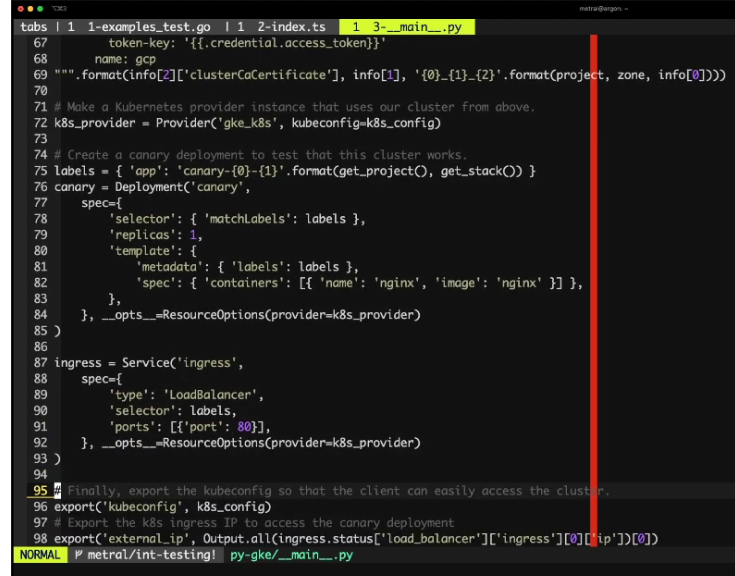 ⌥⌘3
metral@argon: ~
tabs | 1 1-examples_test.go | 1 2-index.ts 1 3-__main__.py
67 token-key: '{{.credential.access_token}}'
68 name: gcp
69 """.format(info[2]['clusterCaCertificate'], info[1], '{0}_{1}_{2}'.format(project, zone, info[0])))
70
71 # Make a Kubernetes provider instance that uses our cluster from above.
72 k8s_provider = Provider('gke_k8s', kubeconfig=k8s_config)
73
74 # Create a canary deployment to test that this cluster works.
75 labels = { 'app': 'canary-{0}-{1}'.format(get_project(), get_stack()) }
76 canary = Deployment('canary',
77 spec={
78 'selector': { 'matchLabels': labels },
79 'replicas': 1,
80 'template': {
81 'metadata': { 'labels': labels },
82 'spec': { 'containers': [{ 'name': 'nginx', 'image': 'nginx' }] },
83 },
84 }, __opts__=ResourceOptions(provider=k8s_provider)
85 )
86
87 ingress = Service('ingress',
88 spec={
89 'type': 'LoadBalancer',
90 'selector': labels,
91 'ports': [{'port': 80}],
92 }, __opts__=ResourceOptions(provider=k8s_provider)
93 )
94
95 # Finally, export the kubeconfig so that the client can easily access the cluster.
96 export('kubeconfig', k8s_config)
97 # Export the k8s ingress IP to access the canary deployment
98 export('external_ip', Output.all(ingress.status['load_balancer']['ingress'][0]['ip'])[0])
NORMAL metral/int-testing! py-gke/__main__.py